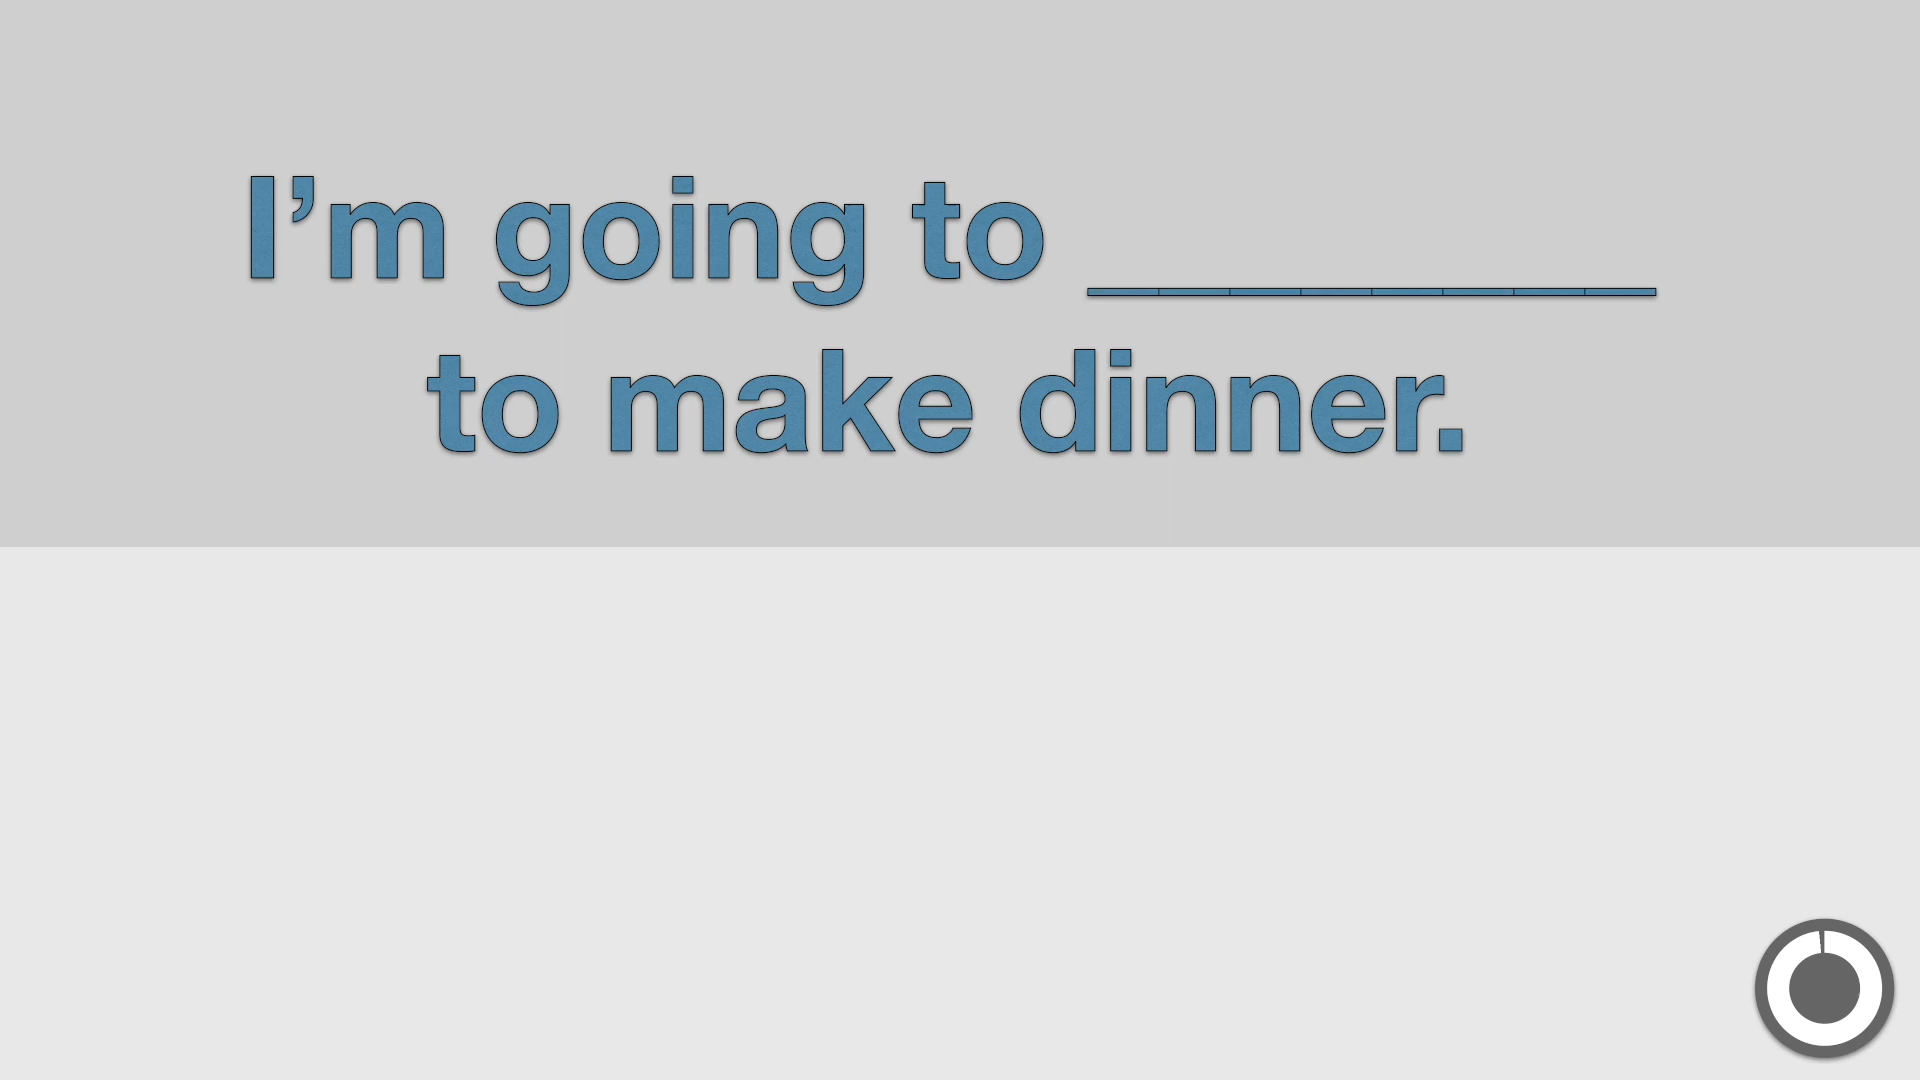 I’m going to ________
to make dinner.